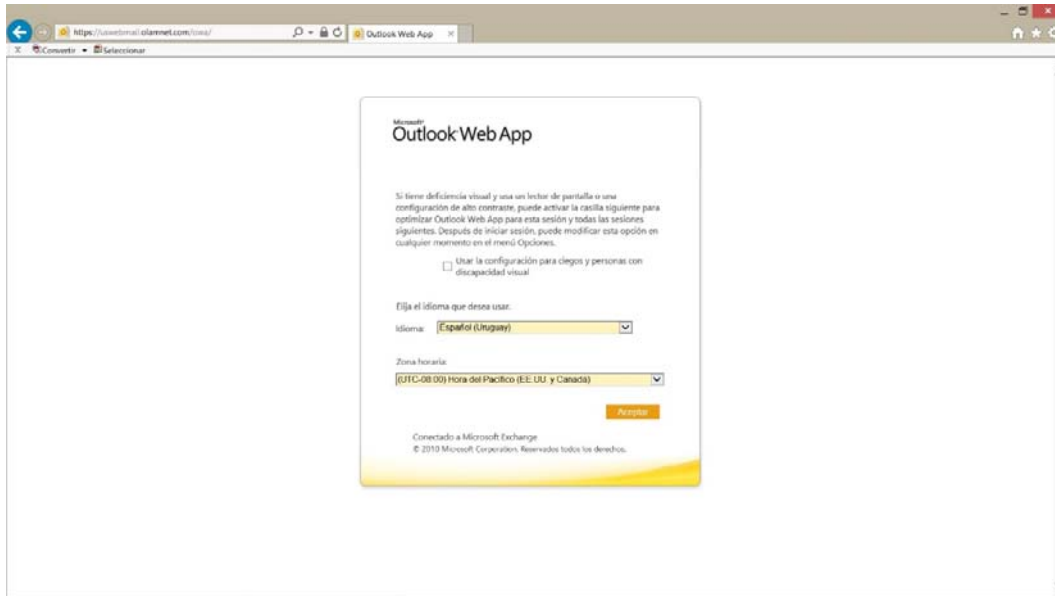 https://uswebmail.olamnet.com/owa/
Outlook Web App
X Convertir Seleccionar
Microsoft®
Outlook Web App
Si tiene deficiencia visual y usa un lector de pantalla o una
configuración de alto contraste, puede activar la casilla siguiente para
optimizar Outlook Web App para esta sesión y todas las sesiones
siguientes. Después de iniciar sesión, puede modificar esta opción en
cualquier momento en el menú Opciones.
Usar la configuración para ciegos y personas con
discapacidad visual
Elija el idioma que desea usar.
Idioma: Español (Uruguay)
Zona horaria:
(UTC-08:00) Hora del Pacífico (EE.UU. y Canadá)
Aceptar
Conectado a Microsoft Exchange
© 2010 Microsoft Corporation. Reservados todos los derechos.